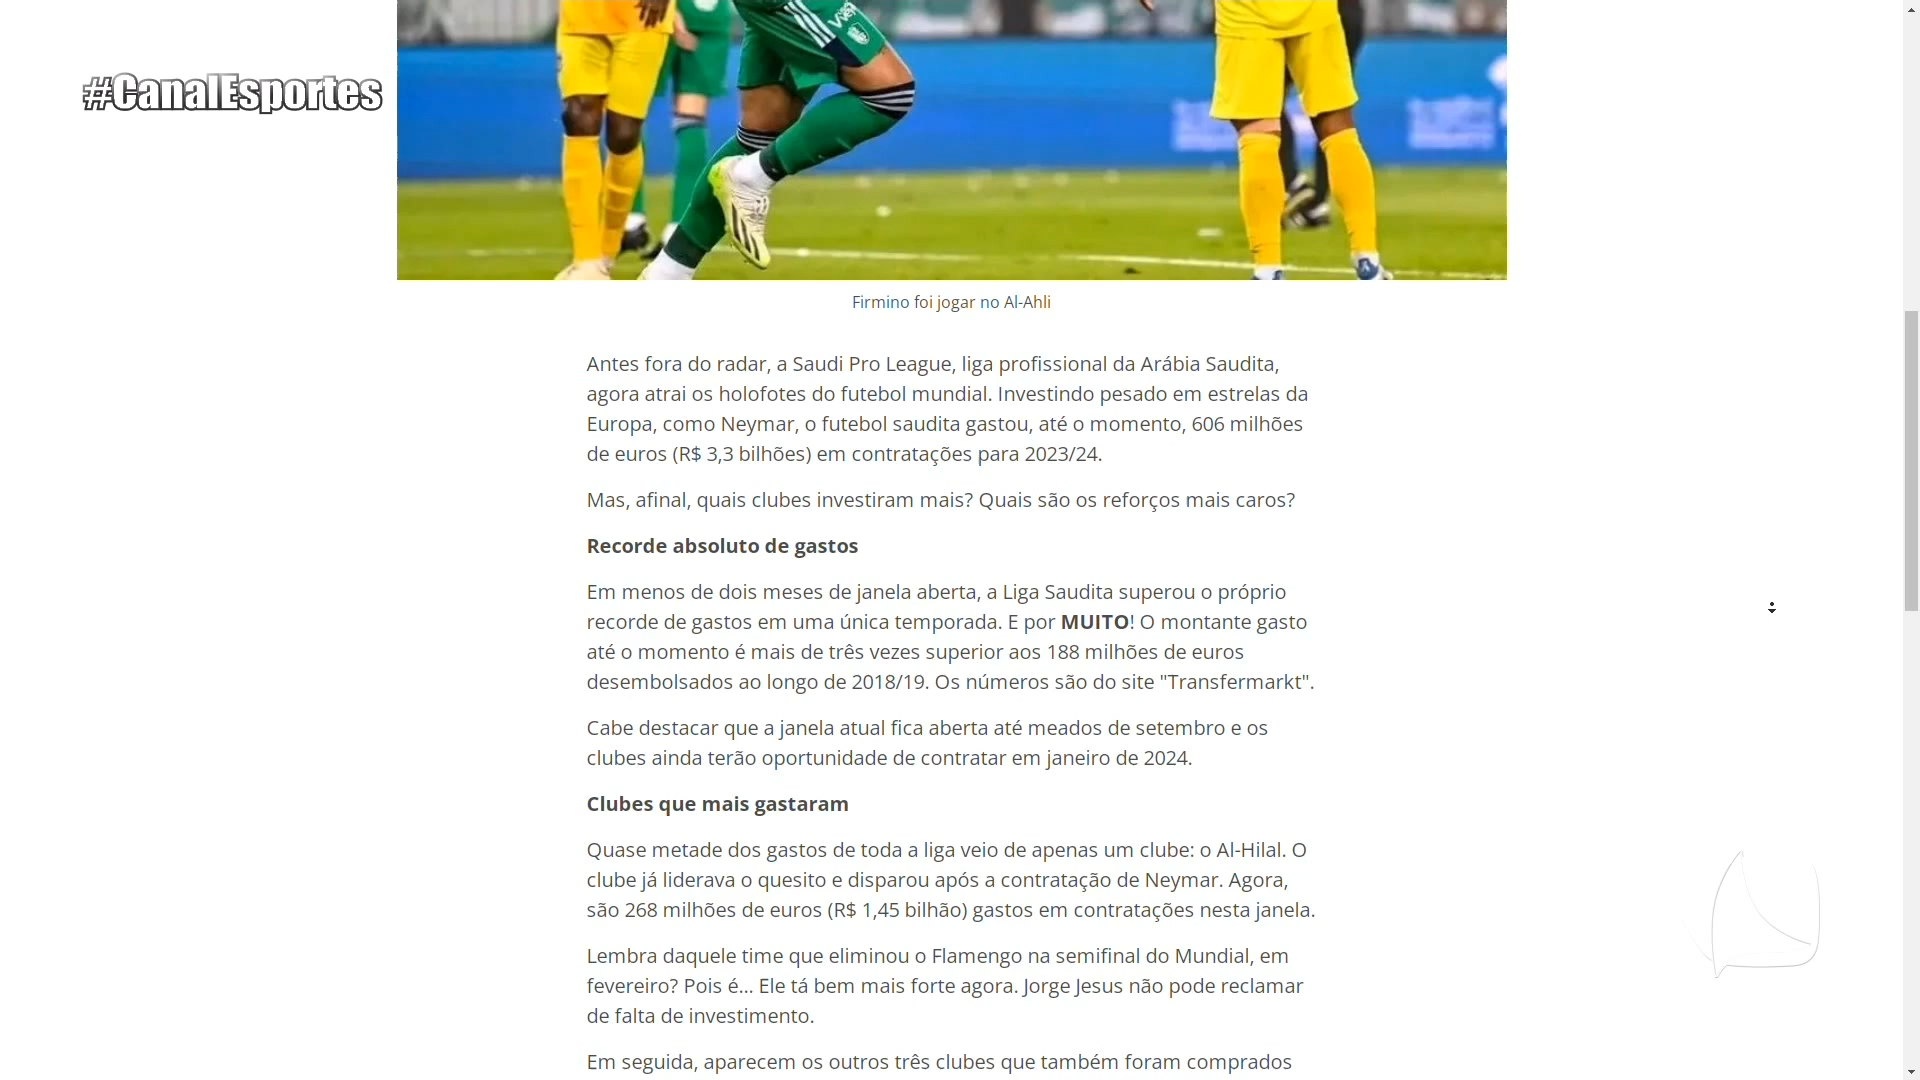 #CanalEsportes
Firmino foi jogar no Al-Ahli
Antes fora do radar, a Saudi Pro League, liga profissional da Arábia Saudita,
agora atrai os holofotes do futebol mundial. Investindo pesado em estrelas da
Europa, como Neymar, o futebol saudita gastou, até o momento, 606 milhões
de euros (R$ 3,3 bilhões) em contratações para 2023/24.
Mas, afinal, quais clubes investiram mais? Quais são os reforços mais caros?
Recorde absoluto de gastos
Em menos de dois meses de janela aberta, a Liga Saudita superou o próprio
recorde de gastos em uma única temporada. E por MUITO! O montante gasto
até o momento é mais de três vezes superior aos 188 milhões de euros
desembolsados ao longo de 2018/19. Os números são do site "Transfermarkt".
Cabe destacar que a janela atual fica aberta até meados de setembro e os
clubes ainda terão oportunidade de contratar em janeiro de 2024.
Clubes que mais gastaram
Quase metade dos gastos de toda a liga veio de apenas um clube: o Al-Hilal. O
clube já liderava o quesito e disparou após a contratação de Neymar. Agora,
são 268 milhões de euros (R$ 1,45 bilhão) gastos em contratações nesta janela.
Lembra daquele time que eliminou o Flamengo na semifinal do Mundial, em
fevereiro? Pois é... Ele tá bem mais forte agora. Jorge Jesus não pode reclamar
de falta de investimento.
Em seguida, aparecem os outros três clubes que também foram comprados